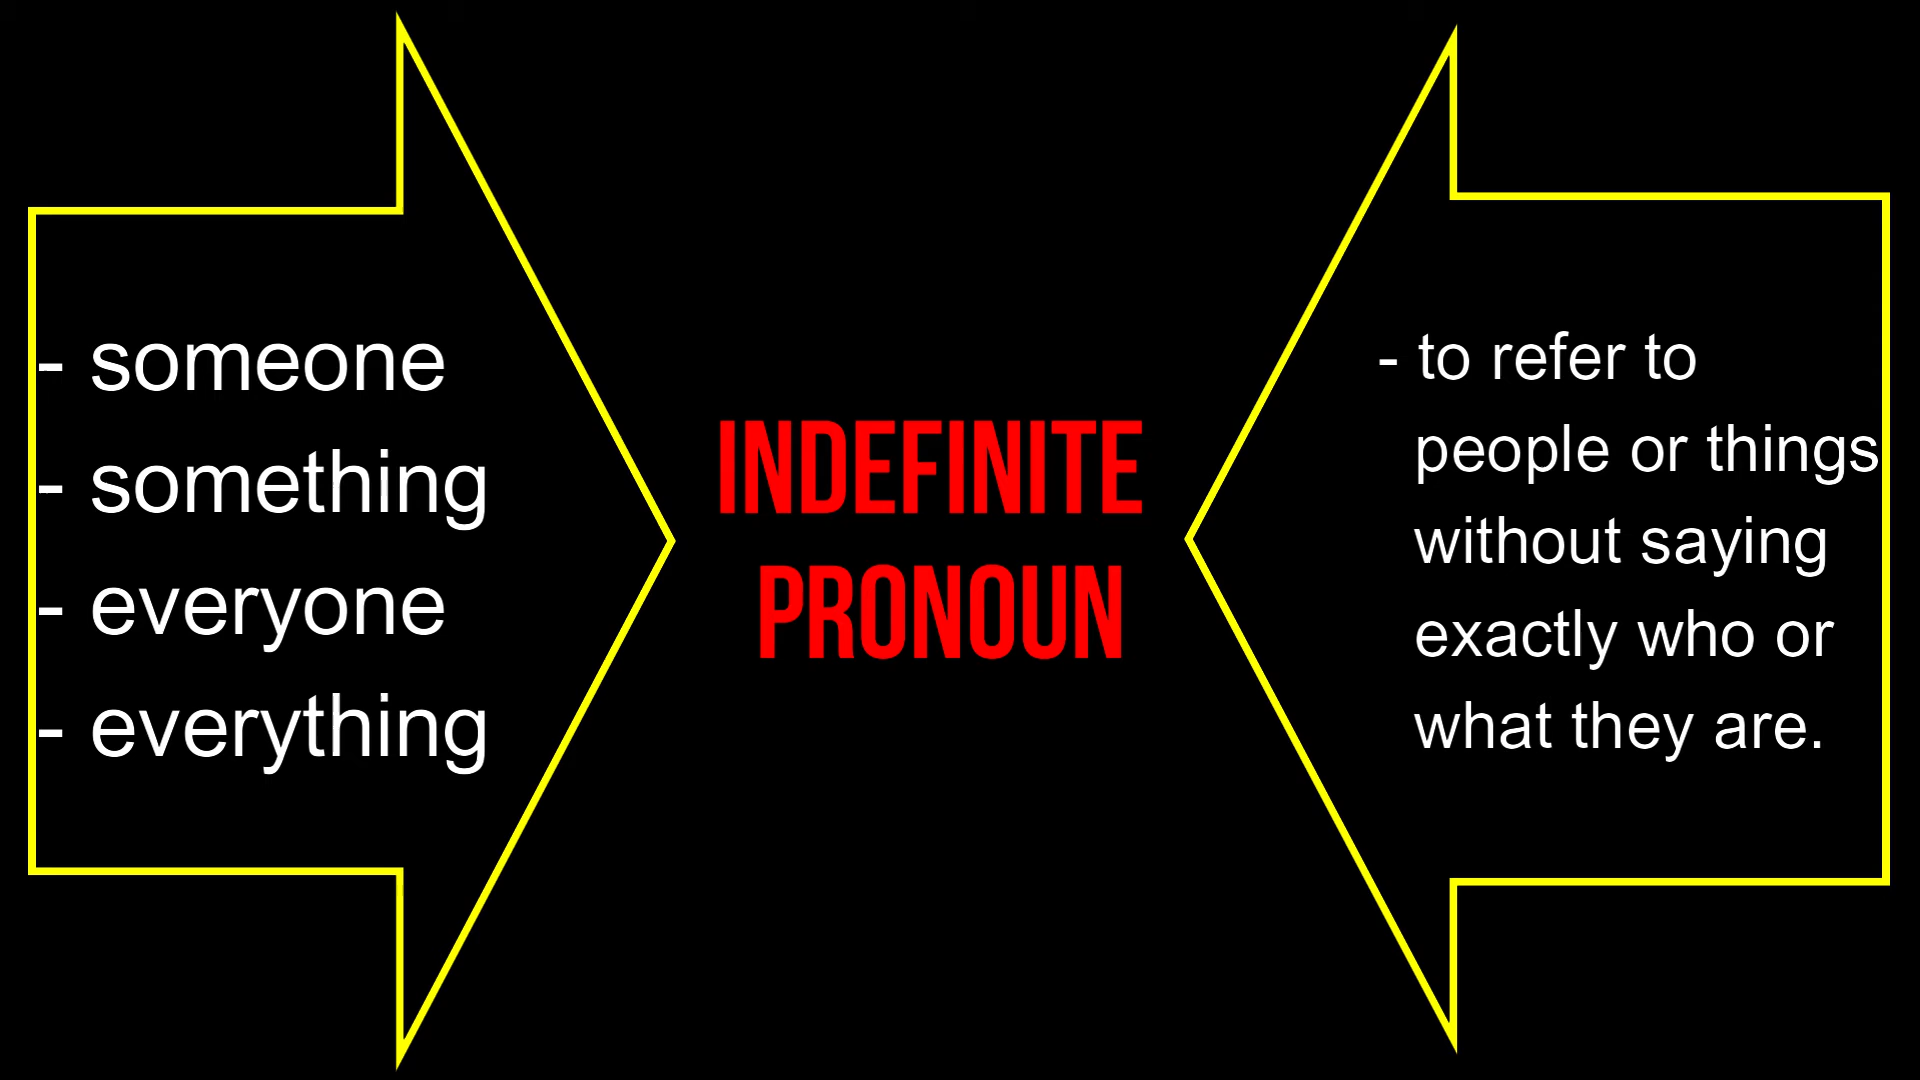 - someone
- something
- everyone
- everything
INDEFINITE
PRONOUN
- to refer to
people or things
without saying
exactly who or
what they are.